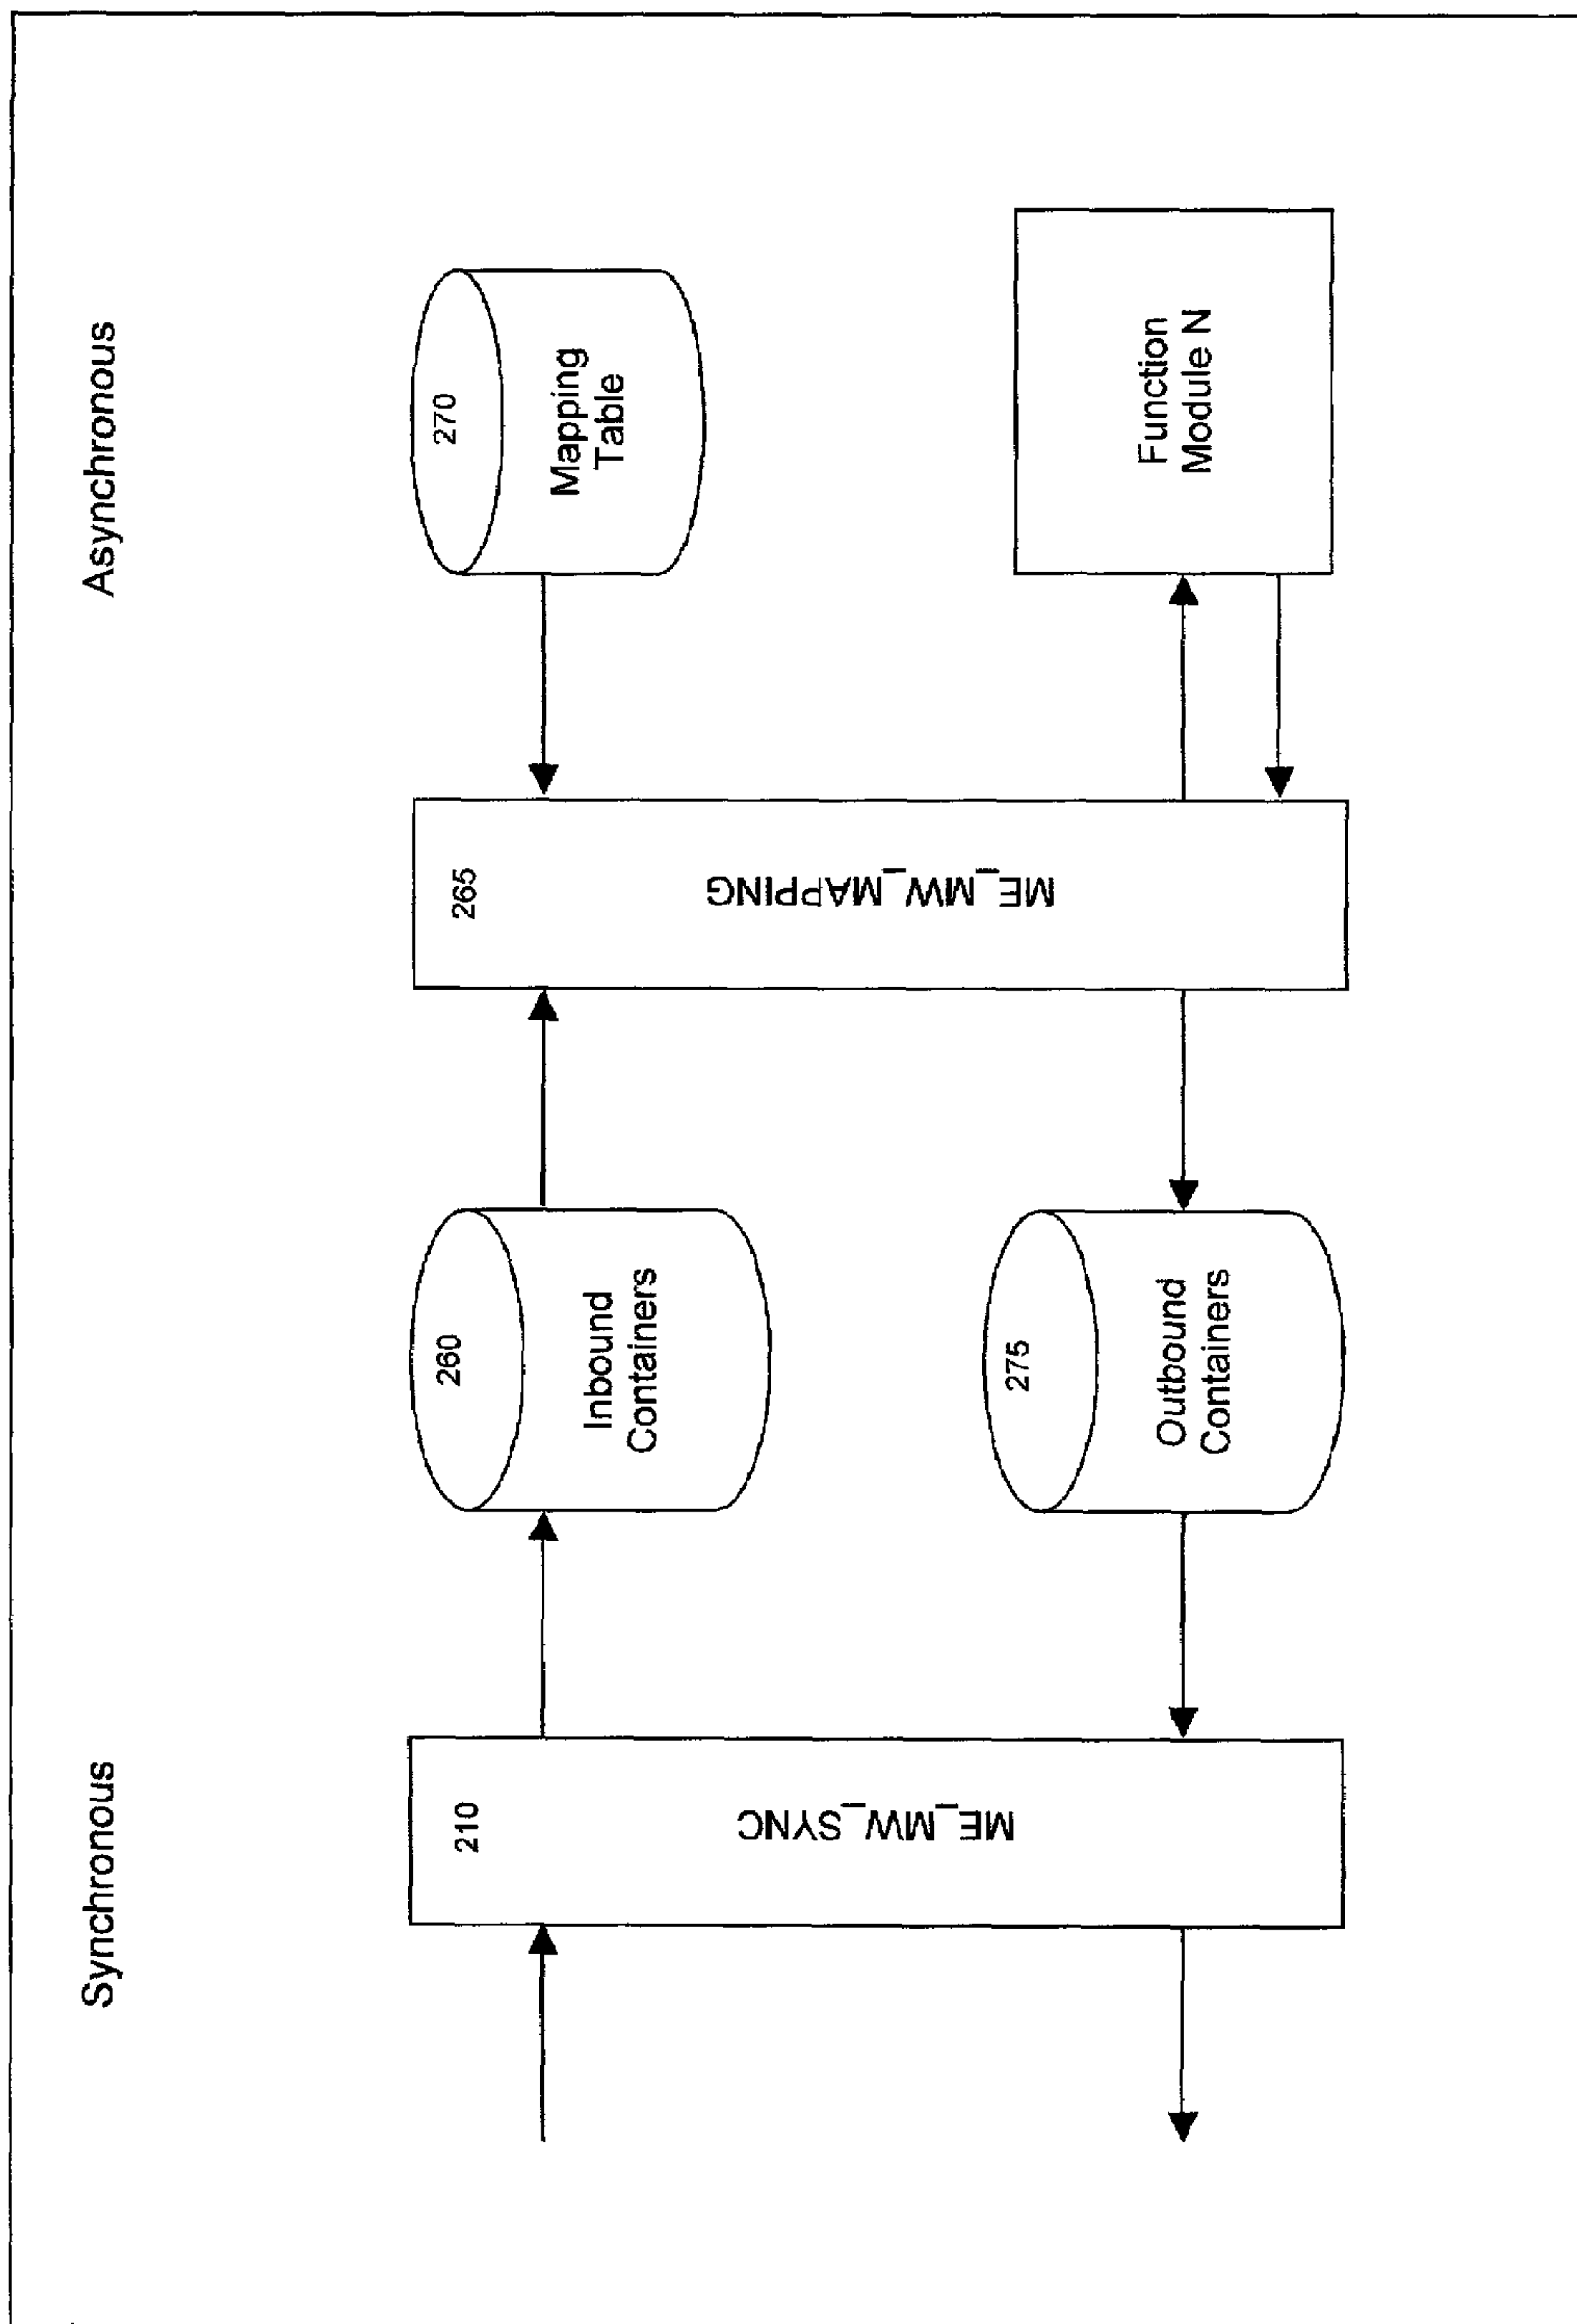 Synchronous
Asynchronous
210
ME_MW_SYNC
260
Inbound
Containers
265
ME_MW_MAPPING
270
Mapping
Table
275
Outbound
Containers
Function
Module N